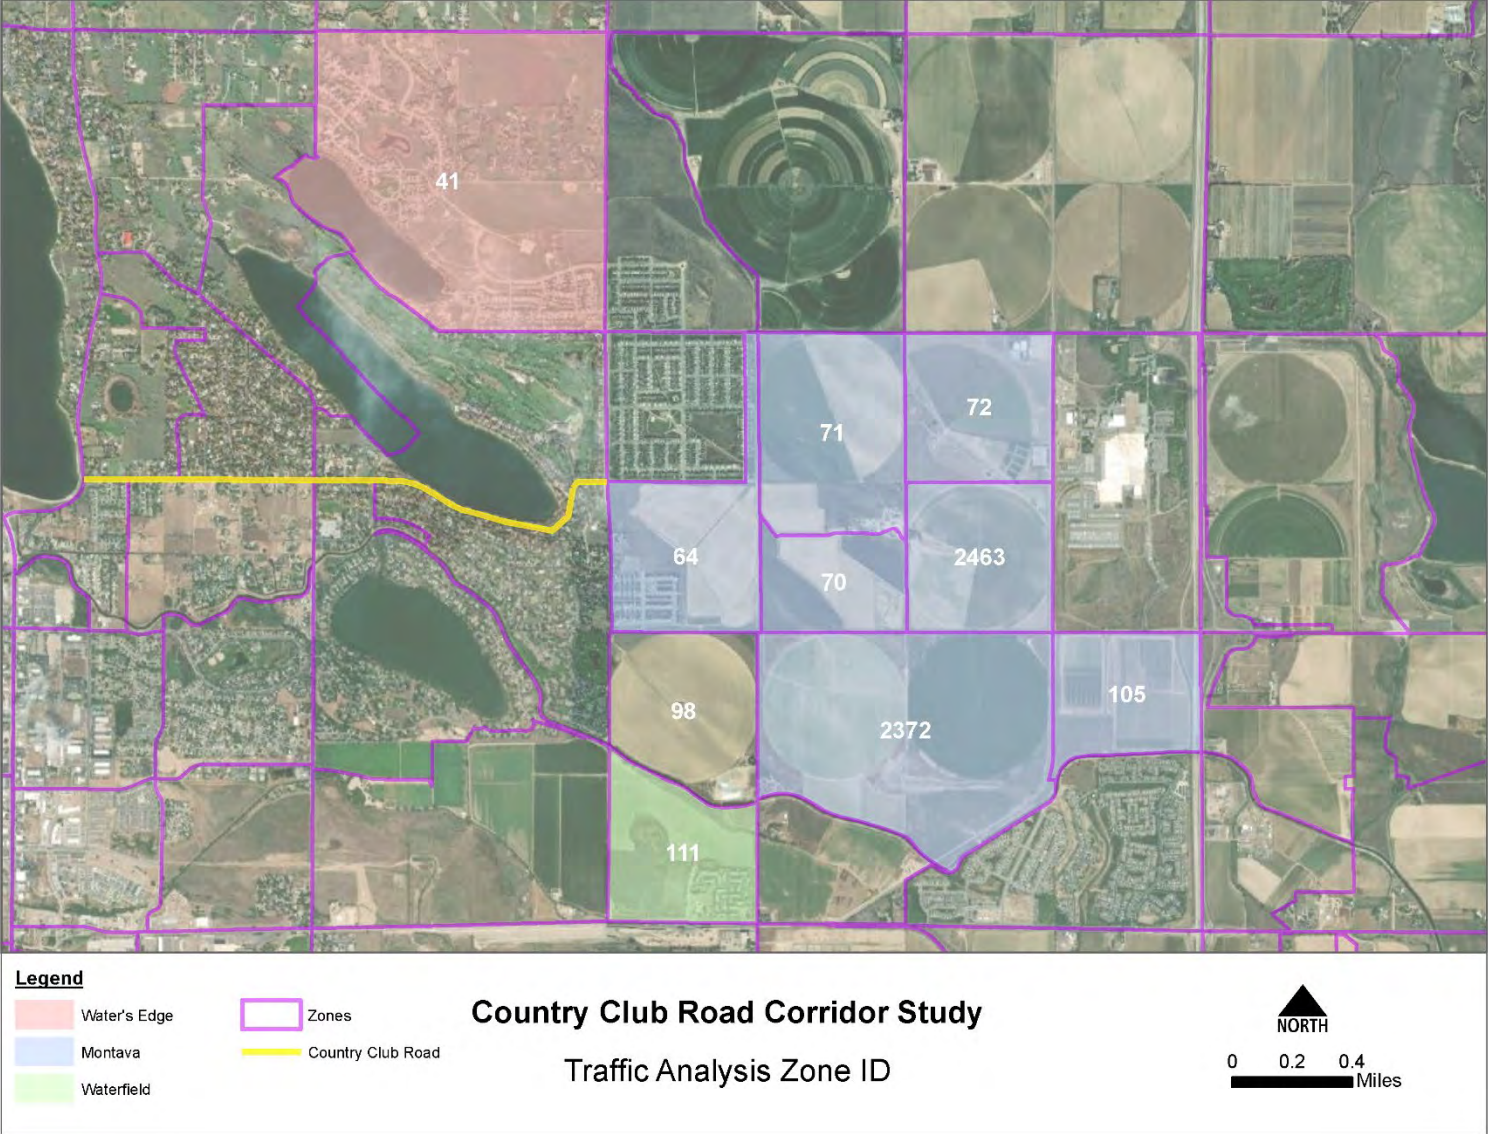 41
72
71
64
2463
70
98
105
2372
111
Legend
Water's Edge
Montava
Waterfield
Zones
Country Club Road
Country Club Road Corridor Study
Traffic Analysis Zone ID
NORTH
0 0.2 0.4
Miles